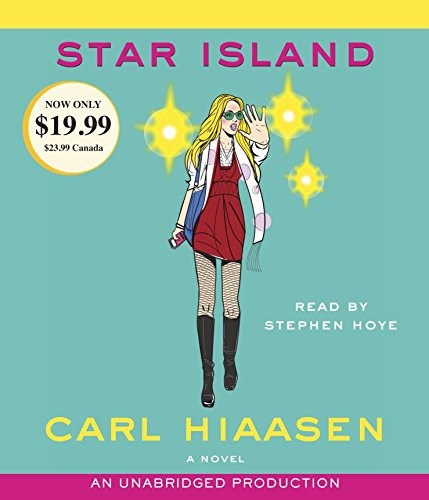 STAR ISLAND
NOW ONLY
$19.99
$23.99 Canada
READ BY
STEPHEN HOYE
CARL HIAASEN
A NOVEL
AN UNABRIDGED PRODUCTION